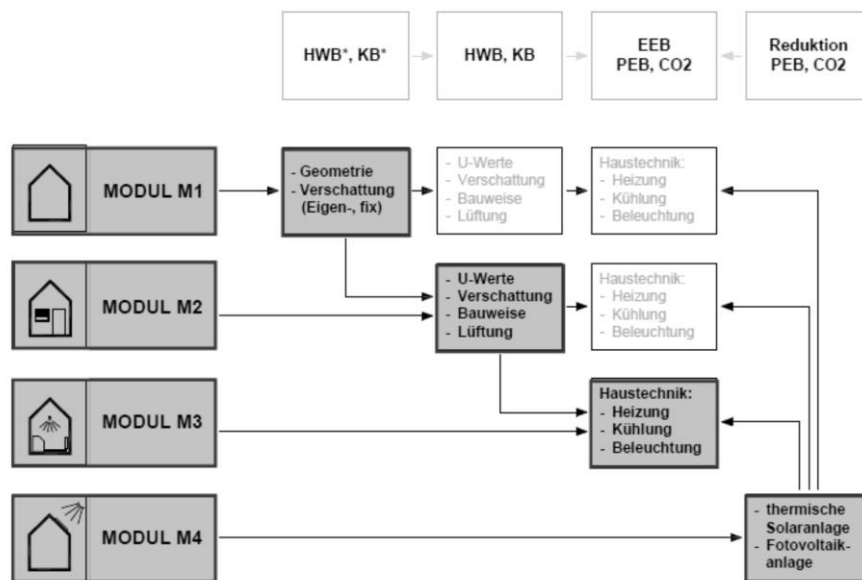 HWB*, KB*
HWB, KB
EEB
PEB, CO2
Reduktion
PEB, CO2
MODUL M1
- Geometrie
- Verschattung
(Eigen-, fix)
- U-Werte
- Verschattung
- Bauweise
- Lüftung
Haustechnik:
- Heizung
- Kühlung
- Beleuchtung
MODUL M2
- U-Werte
- Verschattung
- Bauweise
- Lüftung
Haustechnik:
- Heizung
- Kühlung
- Beleuchtung
MODUL M3
Haustechnik:
- Heizung
- Kühlung
- Beleuchtung
MODUL M4
- thermische
Solaranlage
- Fotovoltaik-
anlage